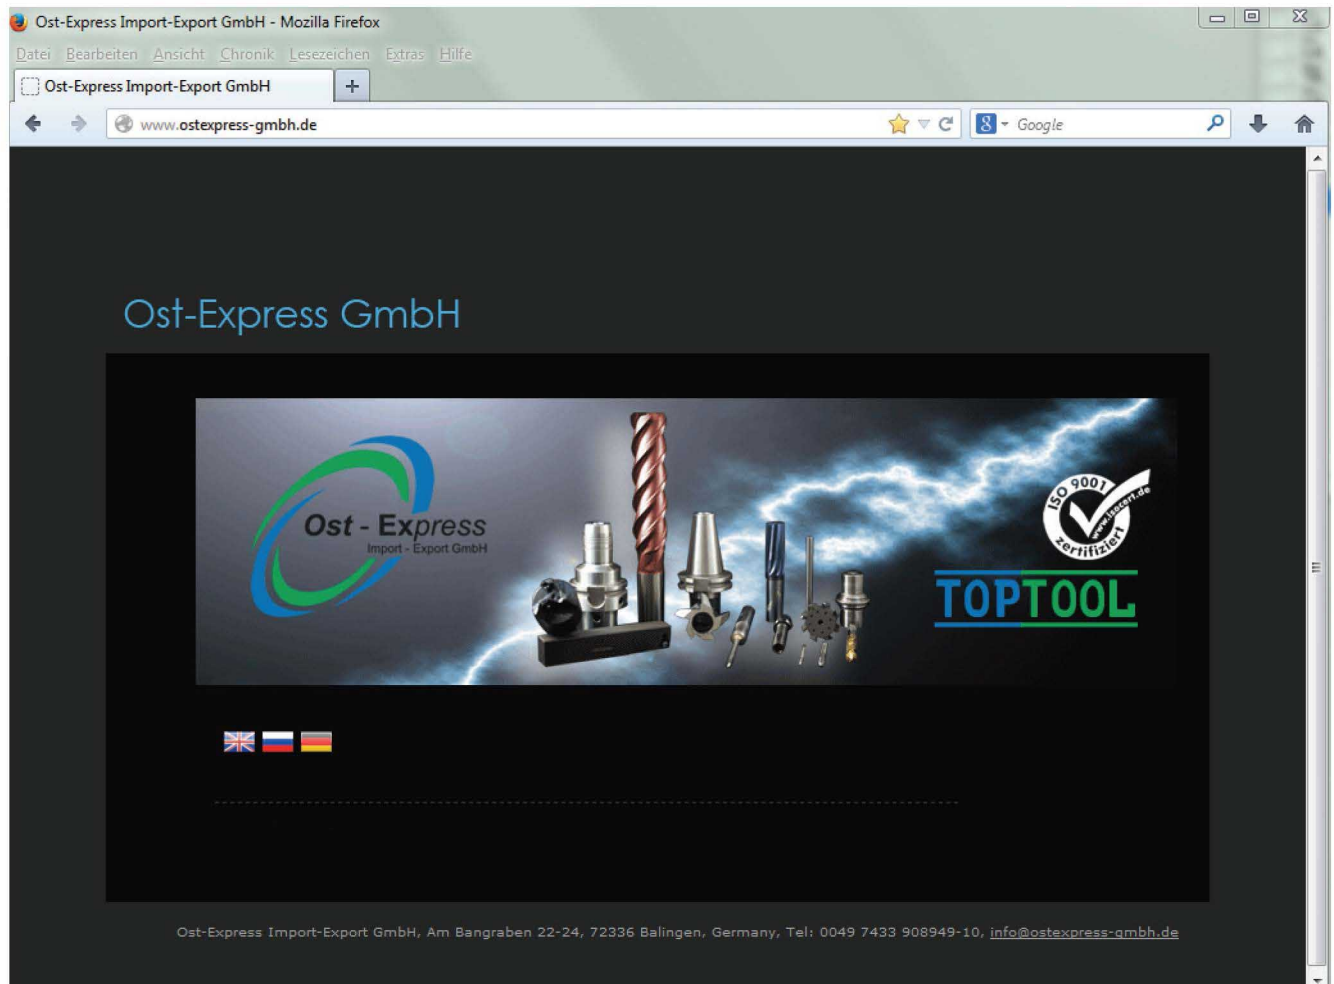 Ost-Express Import-Export GmbH - Mozilla Firefox
Datei Bearbeiten Ansicht Chronik Lesezeichen Extras Hilfe
Ost-Express Import-Export GmbH
www.ostexpress-gmbh.de
8 Google
Ost-Express GmbH
Ost - Express
Import - Export GmbH
ISO 9001
www.isocert.de
zertifiziert
TOPTOOL
Ost-Express Import-Export GmbH, Am Bangraben 22-24, 72336 Balingen, Germany, Tel: 0049 7433 908949-10, info@ostexpress-gmbh.de